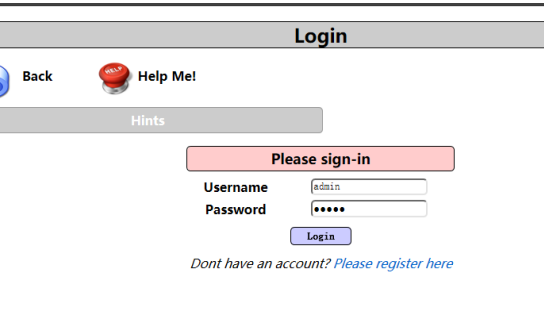 Login
Back
HELP
Help Me!
Hints
Please sign-in
Username admin
Password •••••
Login
Dont have an account? Please register here